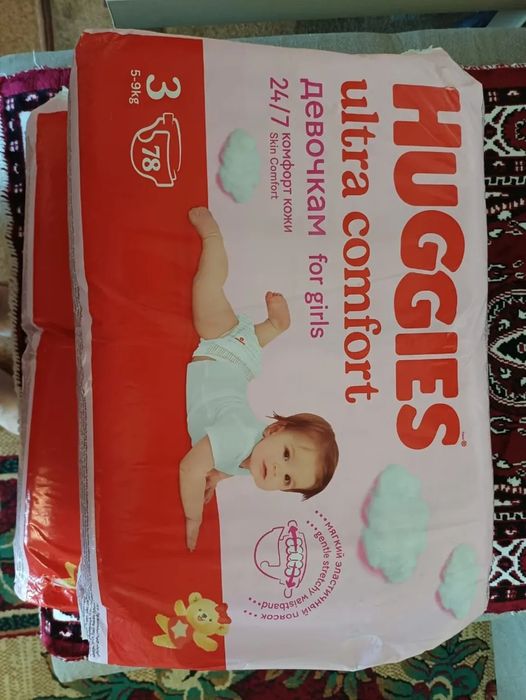 HUGGIES
ultra comfort
девочкам for girls
24/7 комфорт кожи
Skin Comfort
3
5-9kg
78
мягкий эластичный поясок
gentle stretchy waistband